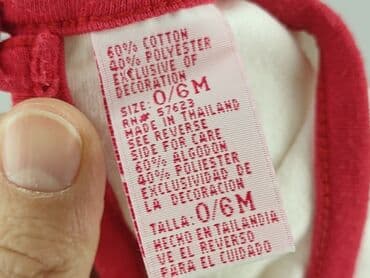 60% COTTON
40% POLYESTER
EXCLUSIVE OF
DECORATION
SIZE: 0/6M
RN# 57623
MADE IN THAILAND
SEE REVERSE
SIDE FOR CARE
60% ALGODON
40% POLIESTER
EXCLUSIVIDAD DE
LA DECORACION
TALLA: 0/6M
HECHO EN TAILANDIA
VE EL REVERSO
PARA EL CUIDADO